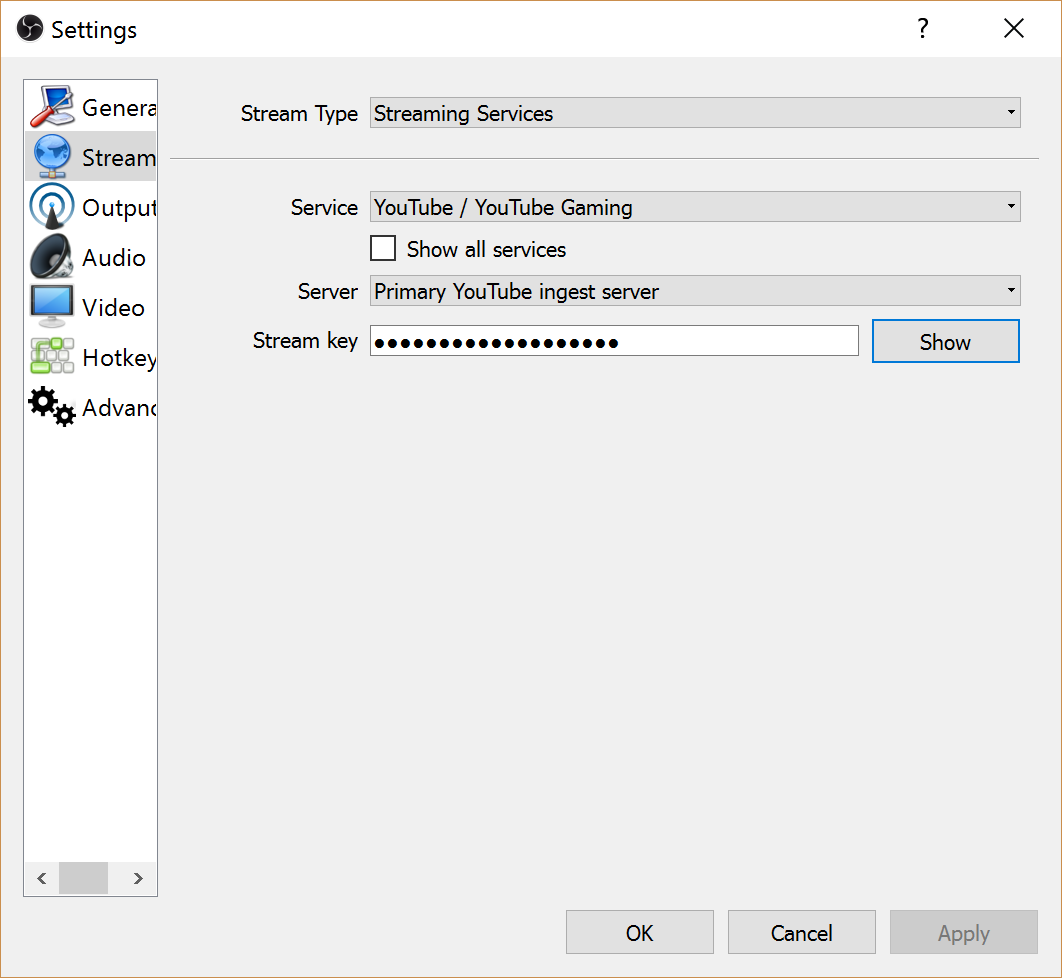 Settings
?
Genera
Stream
Output
Audio
Video
Hotkey
Advanc
Stream Type Streaming Services
Service YouTube / YouTube Gaming
Show all services
Server Primary YouTube ingest server
Stream key ●●●●●●●●●●●●●●●●●●● Show
OK Cancel Apply